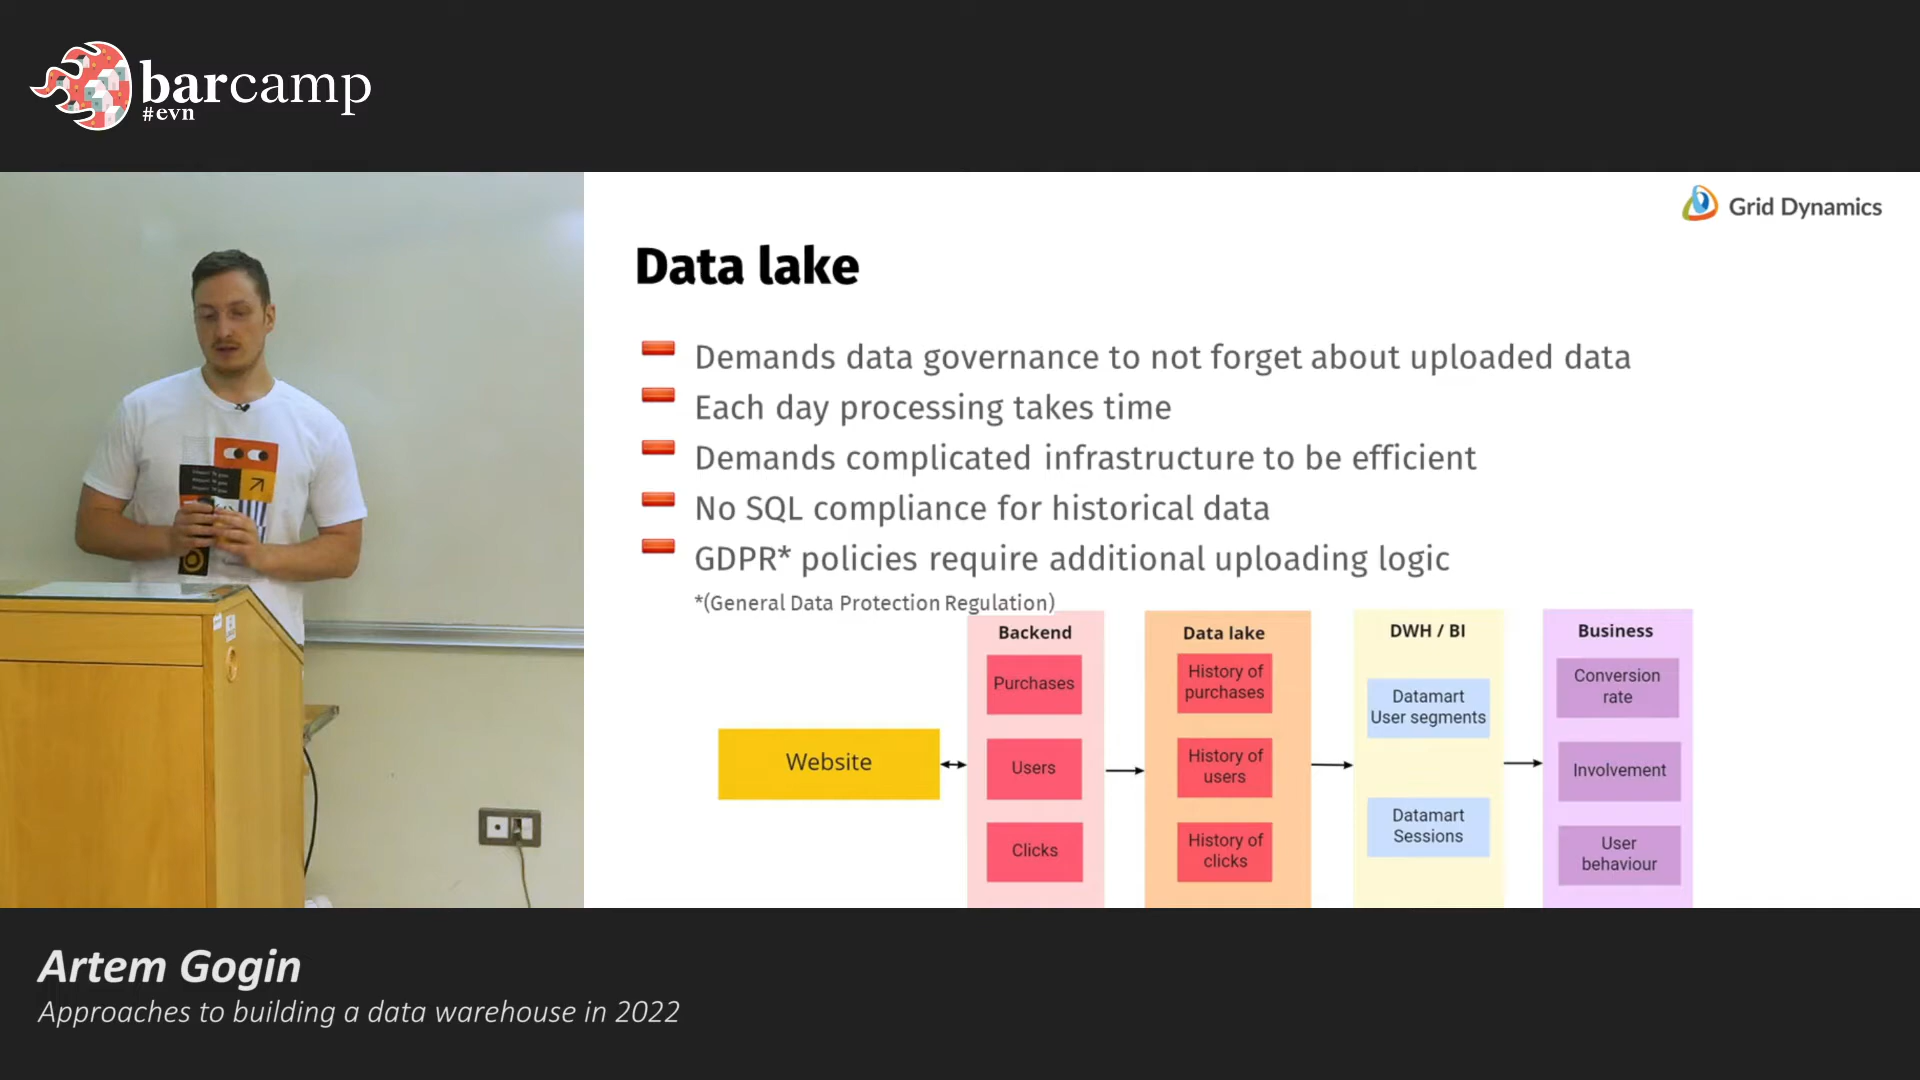 barcamp
#evn
Grid Dynamics
Data lake
Demands data governance to not forget about uploaded data
Each day processing takes time
Demands complicated infrastructure to be efficient
No SQL compliance for historical data
GDPR* policies require additional uploading logic
*(General Data Protection Regulation)
Website
Backend
Purchases
Users
Clicks
Data lake
History of
purchases
History of
users
History of
clicks
DWH / BI
Datamart
User segments
Datamart
Sessions
Business
Conversion
rate
Involvement
User
behaviour
Artem Gogin
Approaches to building a data warehouse in 2022